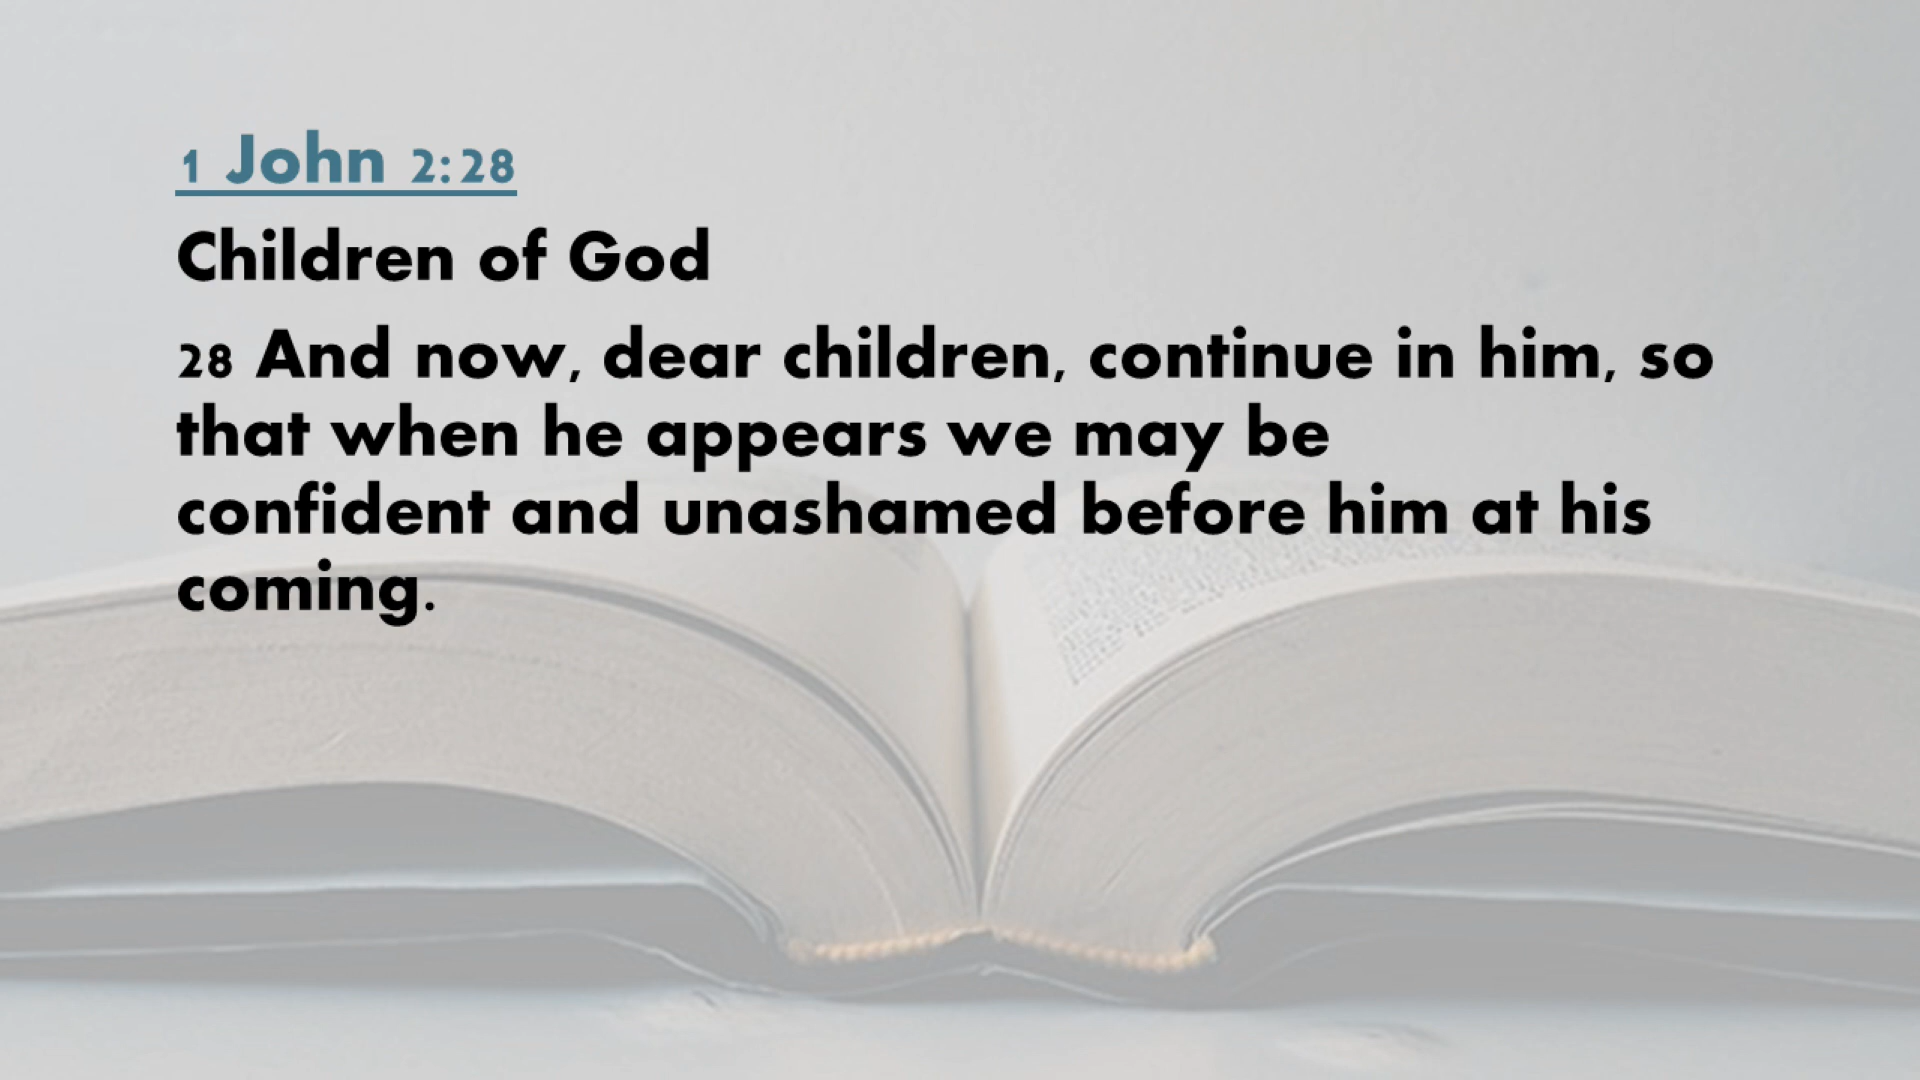 1 John 2:28
Children of God
28 And now, dear children, continue in him, so
that when he appears we may be
confident and unashamed before him at his
coming.